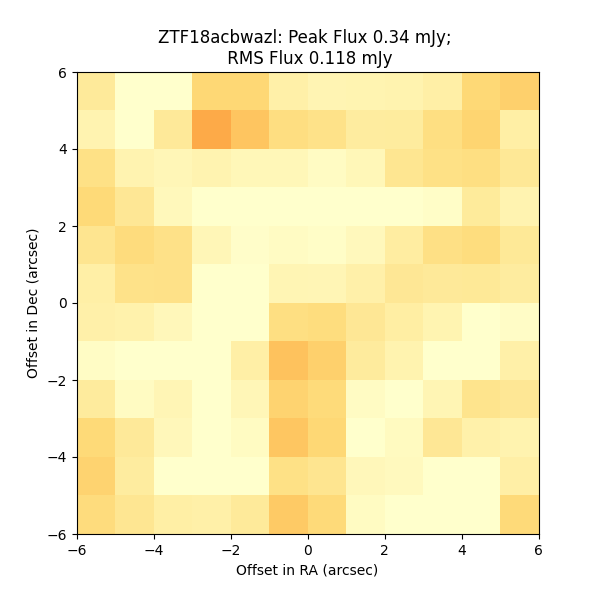 ZTF18acbwazl: Peak Flux 0.34 mJy;
RMS Flux 0.118 mJy
6
4
2
0
−2
−4
−6
Offset in Dec (arcsec)
−6 −4 −2 0 2 4 6
Offset in RA (arcsec)